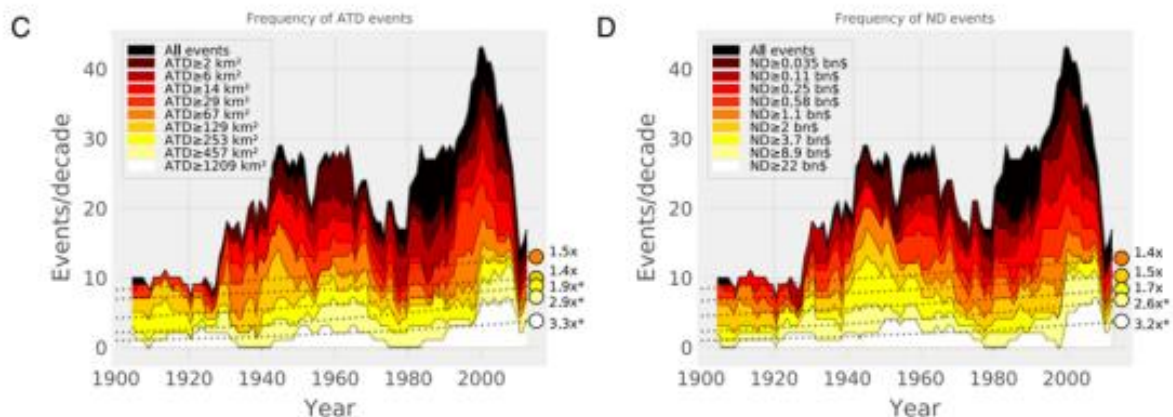 C
Frequency of ATD events
All events
ATD≥2 km²
ATD≥6 km²
ATD≥14 km²
ATD≥29 km²
ATD≥67 km²
ATD≥129 km²
ATD≥253 km²
ATD≥457 km²
ATD≥1209 km²
Events/decade
40
30
20
10
0
1.5x
1.4x
1.9x*
2.9x*
3.3x*
1900 1920 1940 1960 1980 2000
Year
D
Frequency of ND events
All events
ND≥0.035 bn$
ND≥0.11 bn$
ND≥0.25 bn$
ND≥0.58 bn$
ND≥1.1 bn$
ND≥2 bn$
ND≥3.7 bn$
ND≥8.9 bn$
ND≥22 bn$
Events/decade
40
30
20
10
0
1.4x
1.5x
1.7x
2.6x*
3.2x*
1900 1920 1940 1960 1980 2000
Year